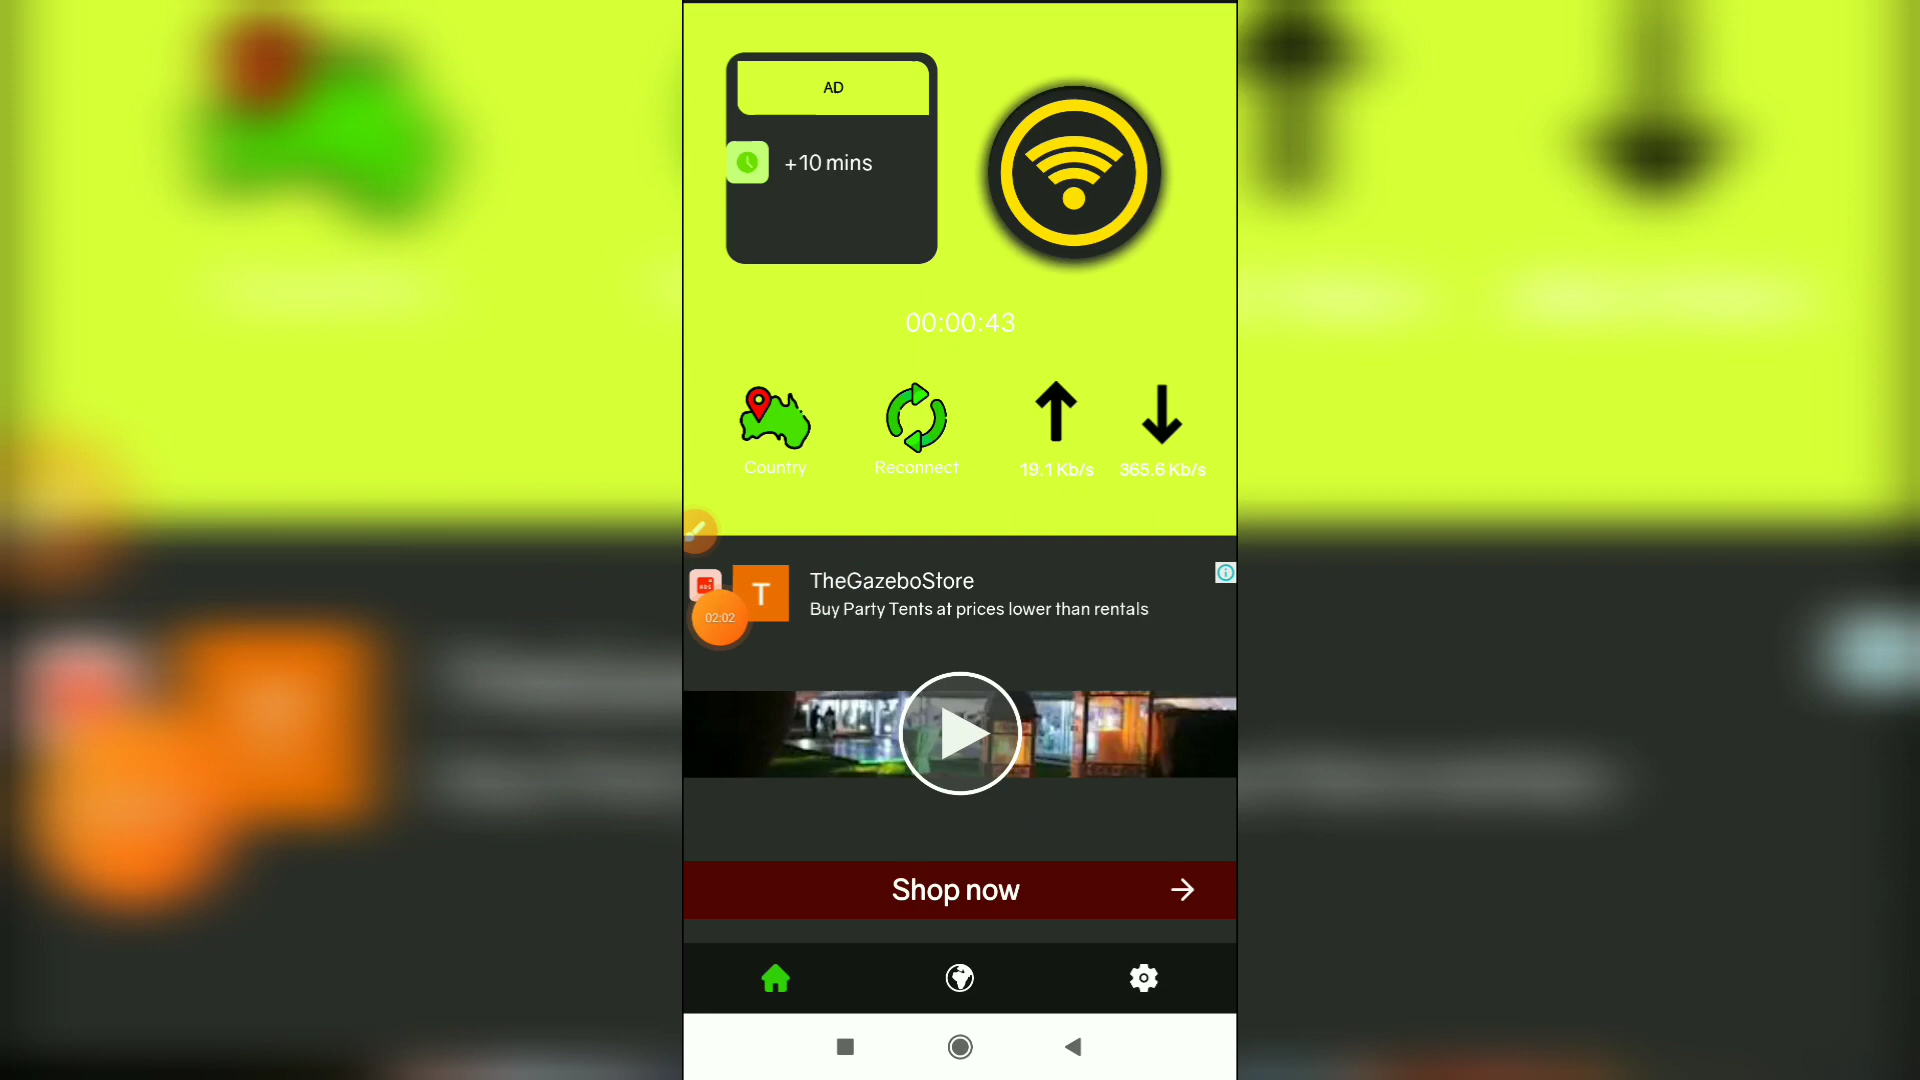 AD
+10 mins
00:00:43
Country
Reconnect
19.1 Kb/s
365.6 Kb/s
TheGazeboStore
T
02:02
Buy Party Tents at prices lower than rentals
Shop now